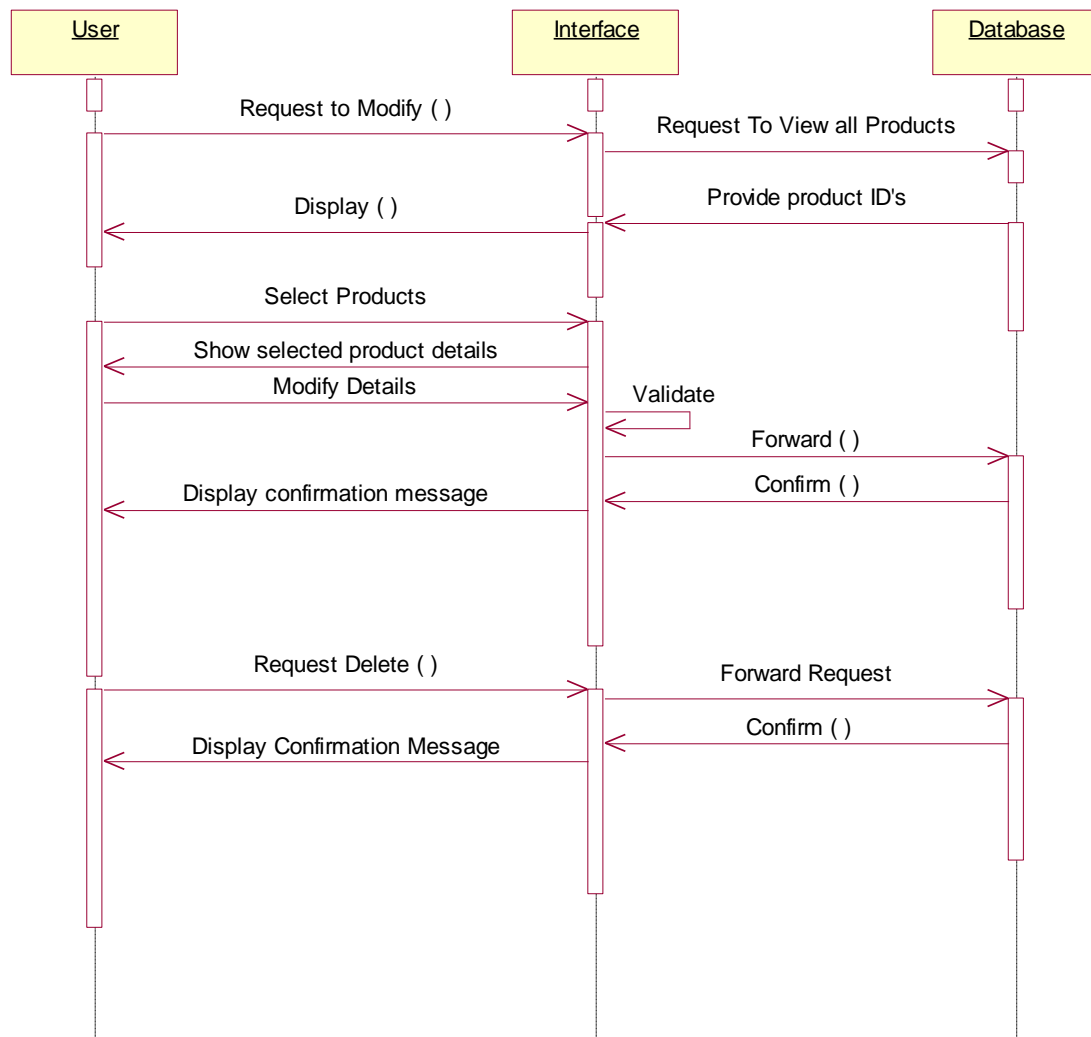 User
Interface
Database
Request to Modify ( )
Request To View all Products
Provide product ID's
Display ( )
Select Products
Show selected product details
Modify Details
Validate
Forward ( )
Confirm ( )
Display confirmation message
Request Delete ( )
Forward Request
Confirm ( )
Display Confirmation Message